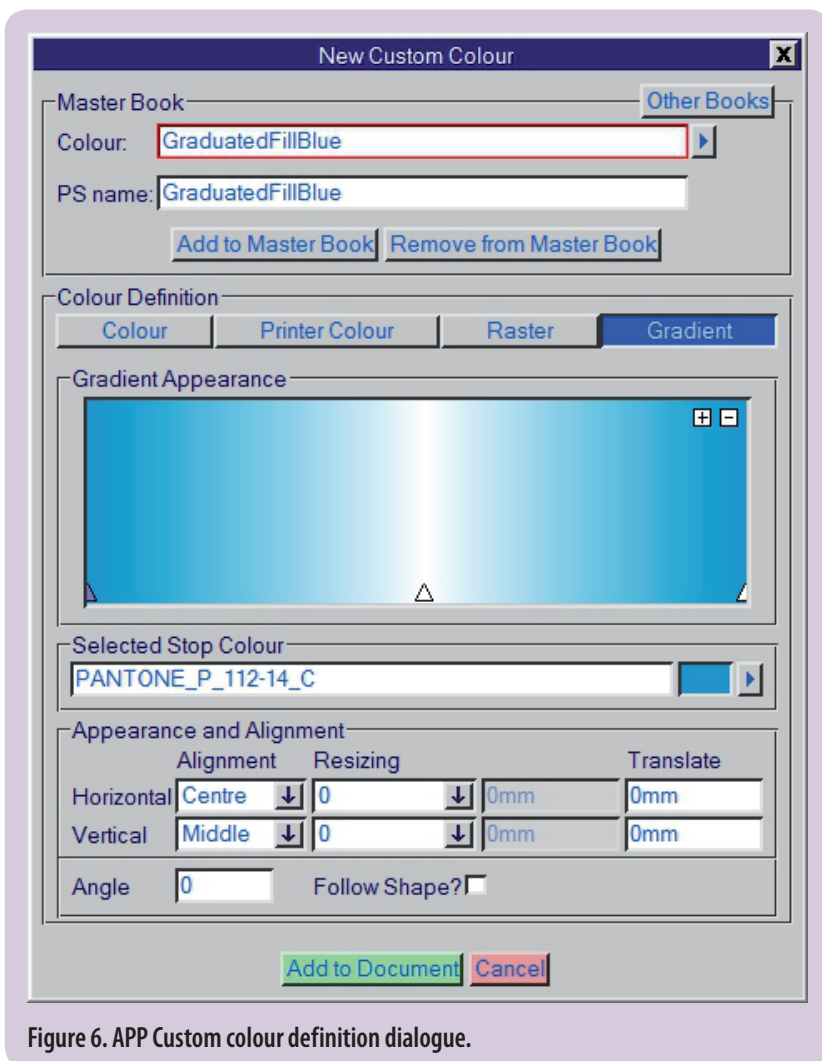 New Custom Colour X
Master Book Other Books
Colour: GraduatedFillBlue
PS name: GraduatedFillBlue
Add to Master Book Remove from Master Book
Colour Definition
Colour Printer Colour Raster Gradient
Gradient Appearance
+ -
Selected Stop Colour
PANTONE_P_112-14_C
Appearance and Alignment
Alignment Resizing Translate
Horizontal Centre 0 0mm 0mm
Vertical Middle 0 0mm 0mm
Angle 0 Follow Shape?
Add to Document Cancel
Figure 6. APP Custom colour definition dialogue.